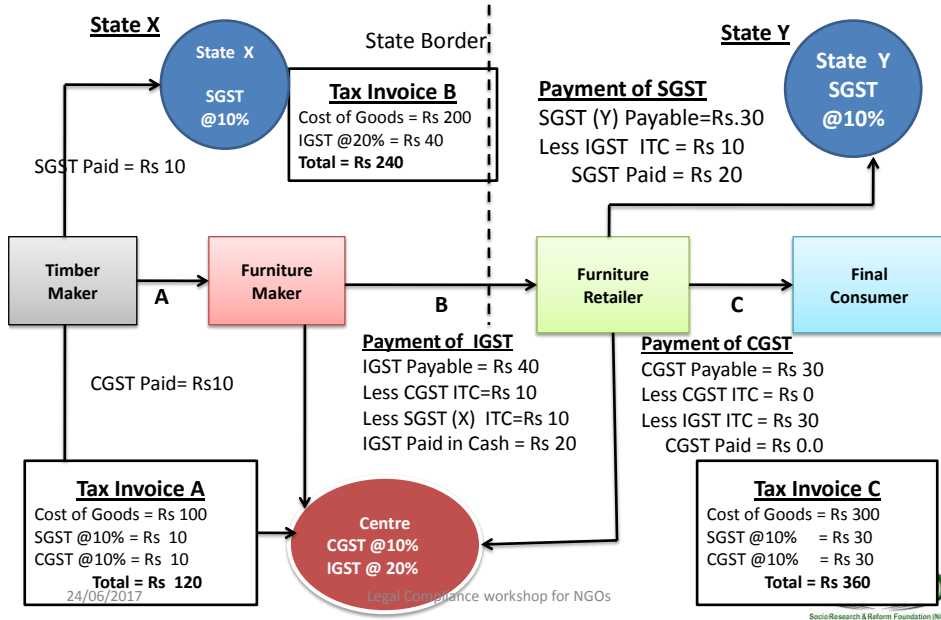 State X
State X
SGST
@10%
State Border
State Y
State Y
SGST
@10%
Tax Invoice B
Cost of Goods = Rs 200
IGST @20% = Rs 40
Total = Rs 240
Payment of SGST
SGST (Y) Payable=Rs.30
Less IGST ITC = Rs 10
SGST Paid = Rs 20
SGST Paid = Rs 10
Timber
Maker
A
Furniture
Maker
B
Furniture
Retailer
C
Final
Consumer
CGST Paid= Rs10
Payment of IGST
IGST Payable = Rs 40
Less CGST ITC=Rs 10
Less SGST (X) ITC=Rs 10
IGST Paid in Cash = Rs 20
Payment of CGST
CGST Payable = Rs 30
Less CGST ITC= Rs 0
Less IGST ITC = Rs 30
CGST Paid = Rs 0.0
Tax Invoice A
Cost of Goods = Rs 100
SGST @10% = Rs 10
CGST @10% = Rs 10
Total = Rs 120
Centre
CGST @10%
IGST @ 20%
Tax Invoice C
Cost of Goods = Rs 300
SGST @10% = Rs 30
CGST @10% = Rs 30
Total = Rs 360
24/06/2017
Legal Compliance workshop for NGOs
Socio Research & Reform Foundation